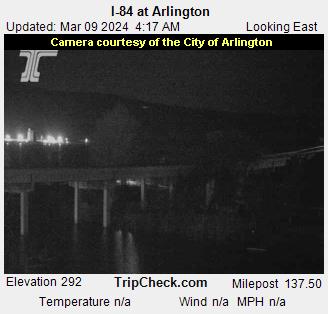 I-84 at Arlington
Updated: Mar 09 2024 4:17 AM Looking East
Camera courtesy of the City of Arlington
Elevation 292 TripCheck.com Milepost 137.50
Temperature n/a Wind n/a MPH n/a